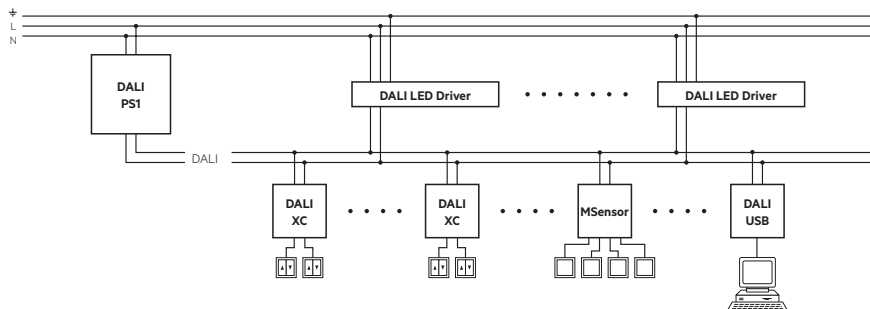 L
N
DALI
PS1
DALI LED Driver
DALI LED Driver
DALI
DALI
XC
DALI
XC
MSensor
DALI
USB